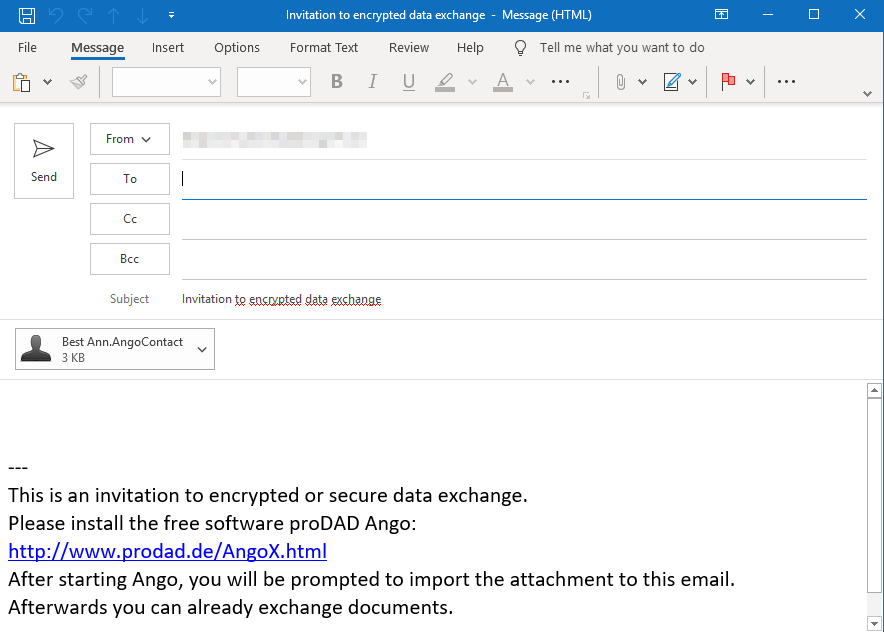 Invitation to encrypted data exchange - Message (HTML)
File Message Insert Options Format Text Review Help Tell me what you want to do
B I U A
From
Send
To
Cc
Bcc
Subject Invitation to encrypted data exchange
Best Ann.AngoContact
3 KB
---
This is an invitation to encrypted or secure data exchange.
Please install the free software proDAD Ango:
http://www.prodad.de/AngoX.html
After starting Ango, you will be prompted to import the attachment to this email.
Afterwards you can already exchange documents.